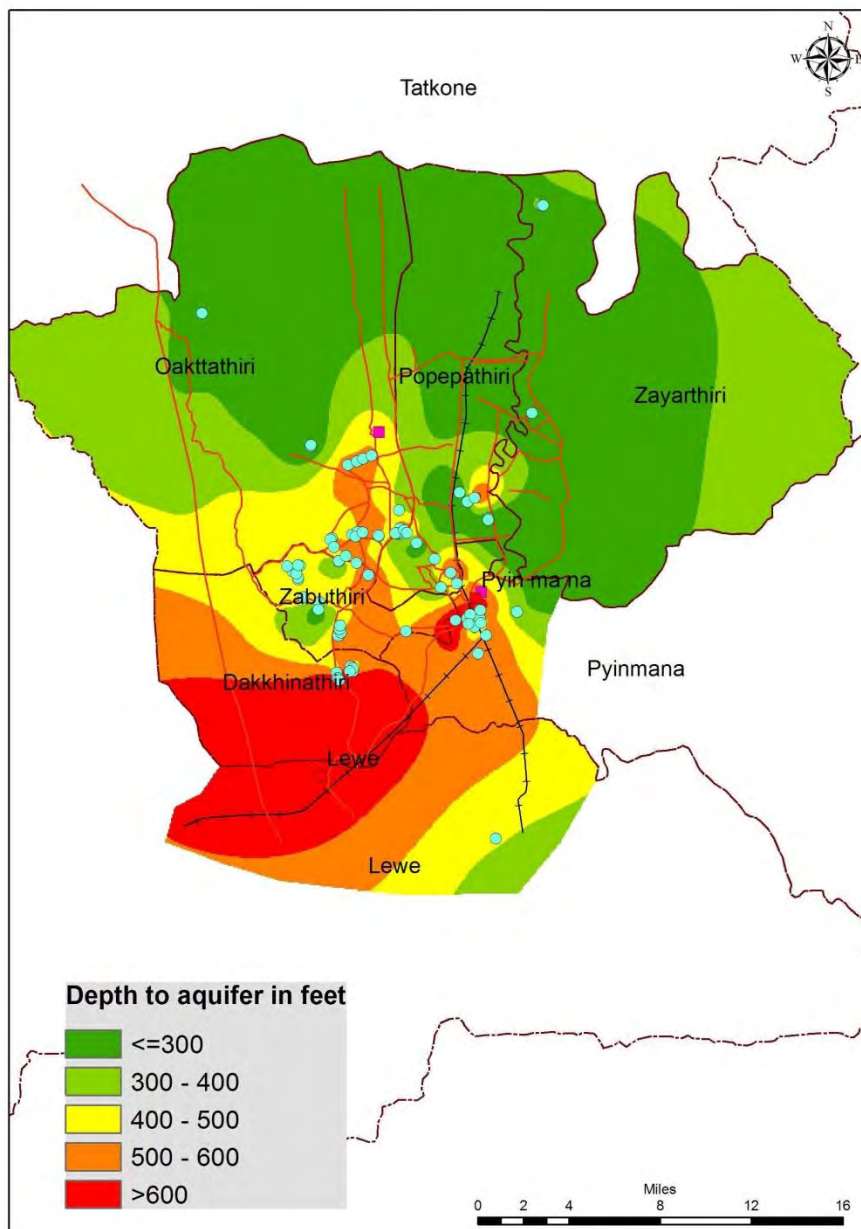 N
W E
S
Tatkone
Oakttathiri
Popepathiri
Zayarthiri
Pyin ma na
Zabuthiri
Pyinmana
Dakkhinathiri
Lewe
Lewe
Depth to aquifer in feet
<=300
300 - 400
400 - 500
500 - 600
>600
Miles
0 2 4 8 12 16